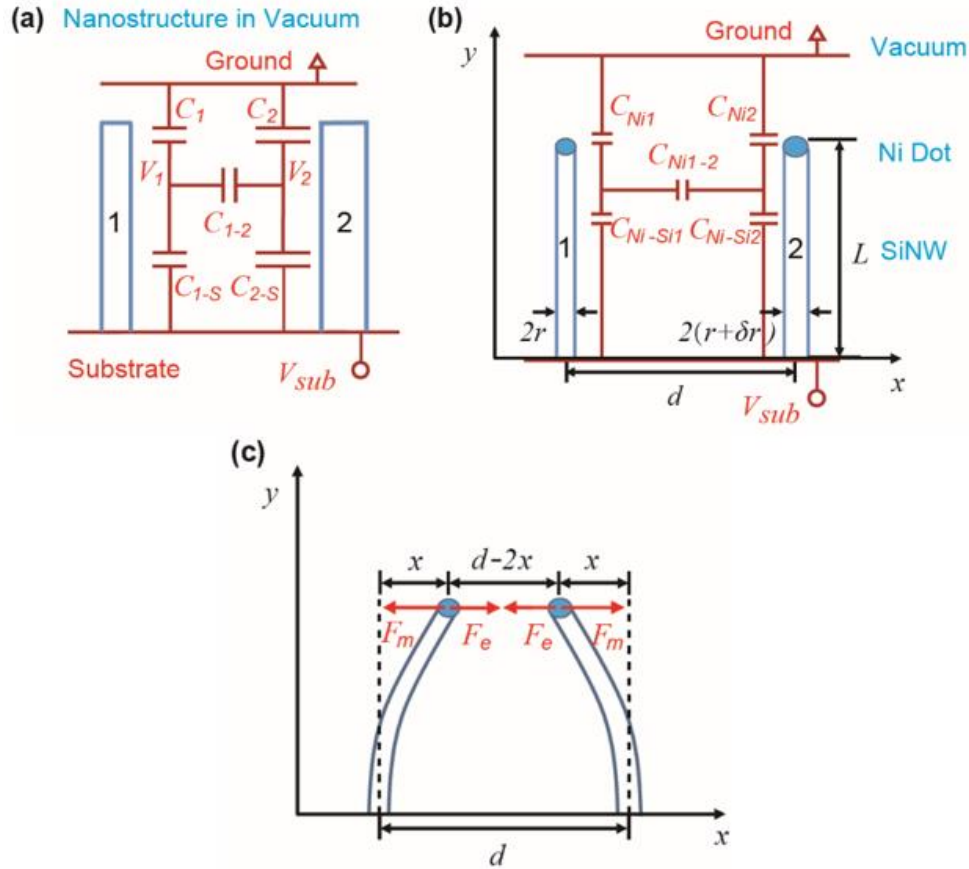 (a) Nanostructure in Vacuum
Ground
C1 C2
V1 V2
1 C1-2 2
C1-S C2-S
Substrate Vsub
(b)
y Ground Vacuum
CNi1 CNi2
CNi1-2 Ni Dot
1 CNi-Si1 CNi-Si2 2 L SiNW
2r 2(r+δr)
d x
Vsub
(c)
y
x d-2x x
Fm Fe Fe Fm
d x